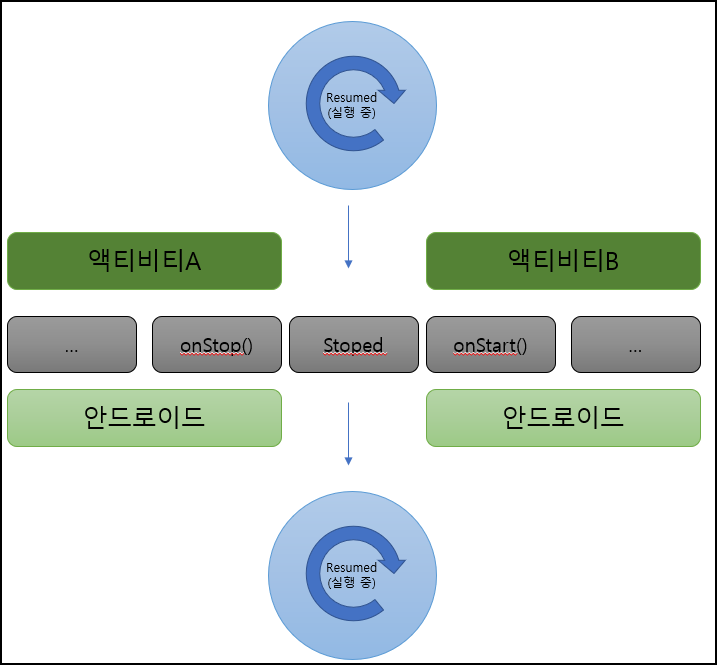 Resumed
(실행 중)
액티비티A
액티비티B
...
onStop()
Stoped
onStart()
...
안드로이드
안드로이드
Resumed
(실행 중)